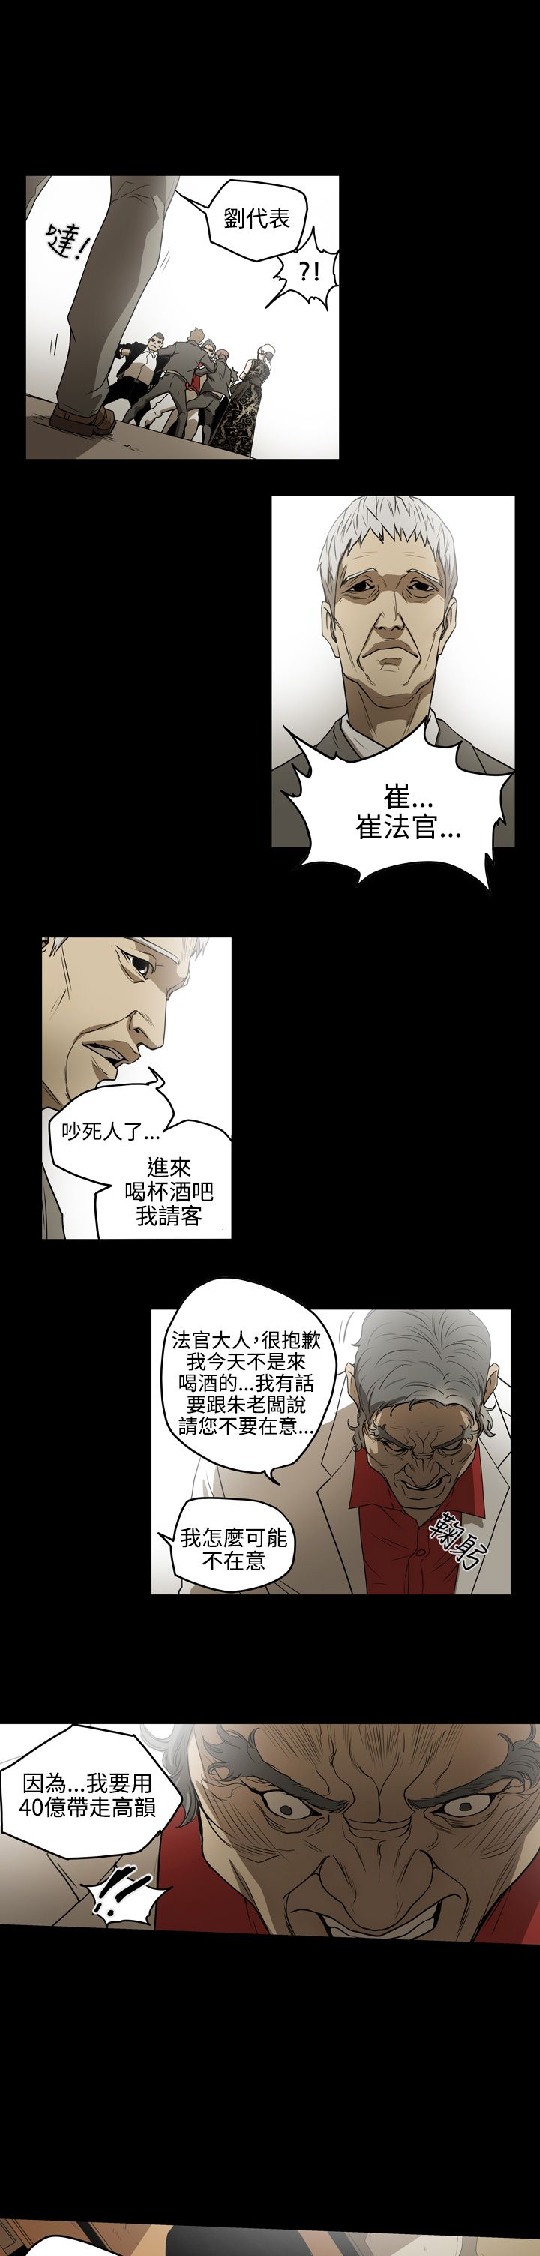 劉代表
噠!
?!
崔...
崔法官...
吵死人了...
進來
喝杯酒吧
我請客
法官大人,很抱歉
我今天不是來
喝酒的...我有話
要跟朱老闆說
請您不要在意...
鞠躬
我怎麼可能
不在意
因為...我要用
40億帶走高韻
!!